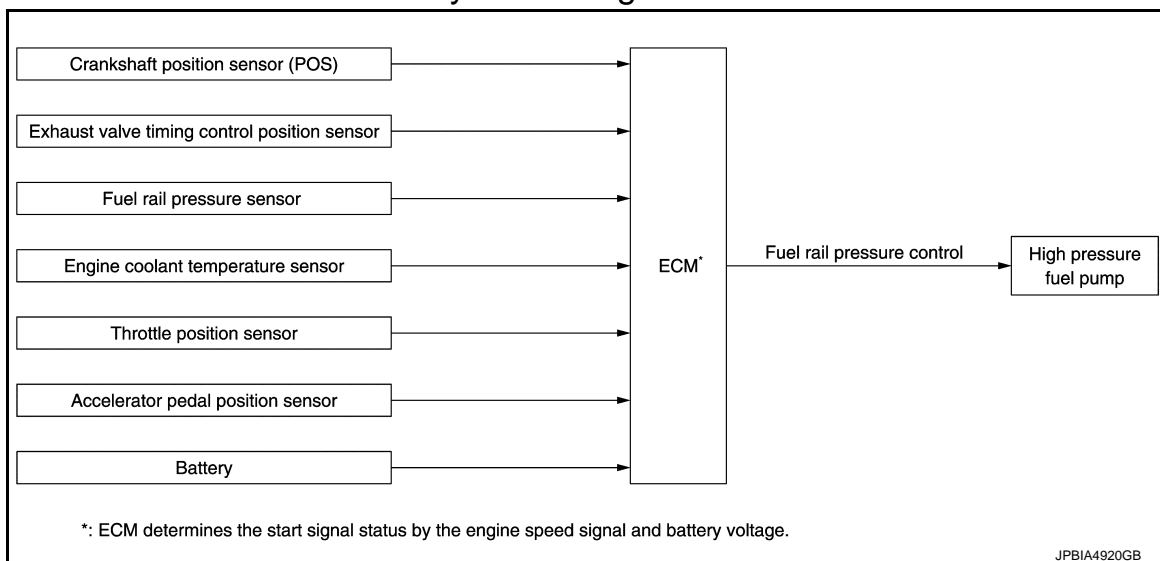 Crankshaft position sensor (POS)
Exhaust valve timing control position sensor
Fuel rail pressure sensor
Engine coolant temperature sensor
Throttle position sensor
Accelerator pedal position sensor
Battery
ECM*
Fuel rail pressure control
High pressure
fuel pump
*: ECM determines the start signal status by the engine speed signal and battery voltage.
JPBIA4920GB